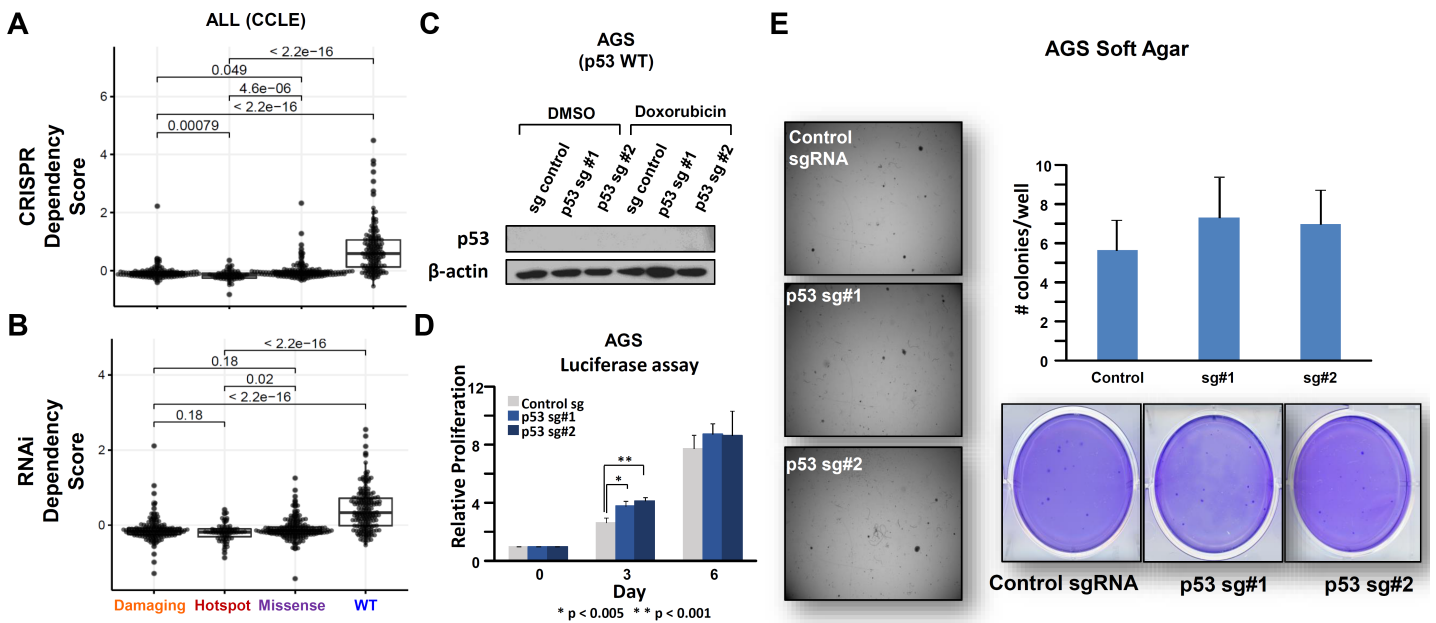 A
ALL (CCLE)
CRISPR
Dependency
Score
6
4
2
0
< 2.2e−16
0.049
4.6e−06
< 2.2e−16
0.00079
B
RNAi
Dependency
Score
4
2
0
< 2.2e−16
0.18
0.02
< 2.2e−16
0.18
Damaging Hotspot Missense WT
C
AGS
(p53 WT)
DMSO Doxorubicin
sg control
p53 sg #1
p53 sg #2
sg control
p53 sg #1
p53 sg #2
p53
β-actin
D
AGS
Luciferase assay
Relative Proliferation
12
8
4
0
Control sg
p53 sg#1
p53 sg#2
**
*
0 3 6
Day
* p < 0.005 * * p < 0.001
E
AGS Soft Agar
Control
sgRNA
p53 sg#1
p53 sg#2
# colonies/well
10
8
6
4
2
0
Control sg#1 sg#2
Control sgRNA p53 sg#1 p53 sg#2